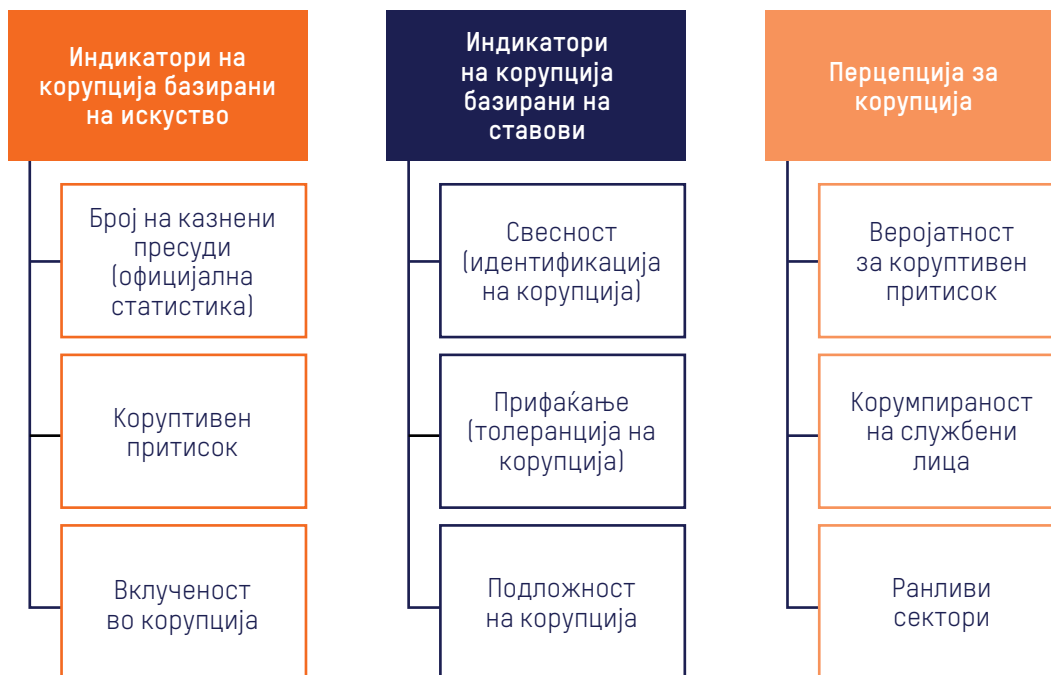 Индикатори на
корупција базирани
на искуство
Број на казнени
пресуди
(официјална
статистика)
Коруптивен
притисок
Вклученост
во корупција
Индикатори
на корупција
базирани на
ставови
Свесност
(идентификација
на корупција)
Прифаќање
(толеранција на
корупција)
Подложност
на корупција
Перцепција за
корупција
Веројатност
за коруптивен
притисок
Корумпираност
на службени
лица
Ранливи
сектори